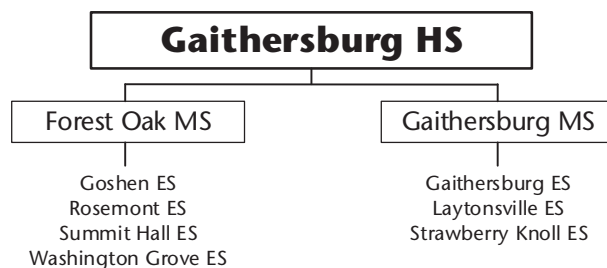 Gaithersburg HS
Forest Oak MS
Gaithersburg MS
Goshen ES
Rosemont ES
Summit Hall ES
Washington Grove ES
Gaithersburg ES
Laytonsville ES
Strawberry Knoll ES